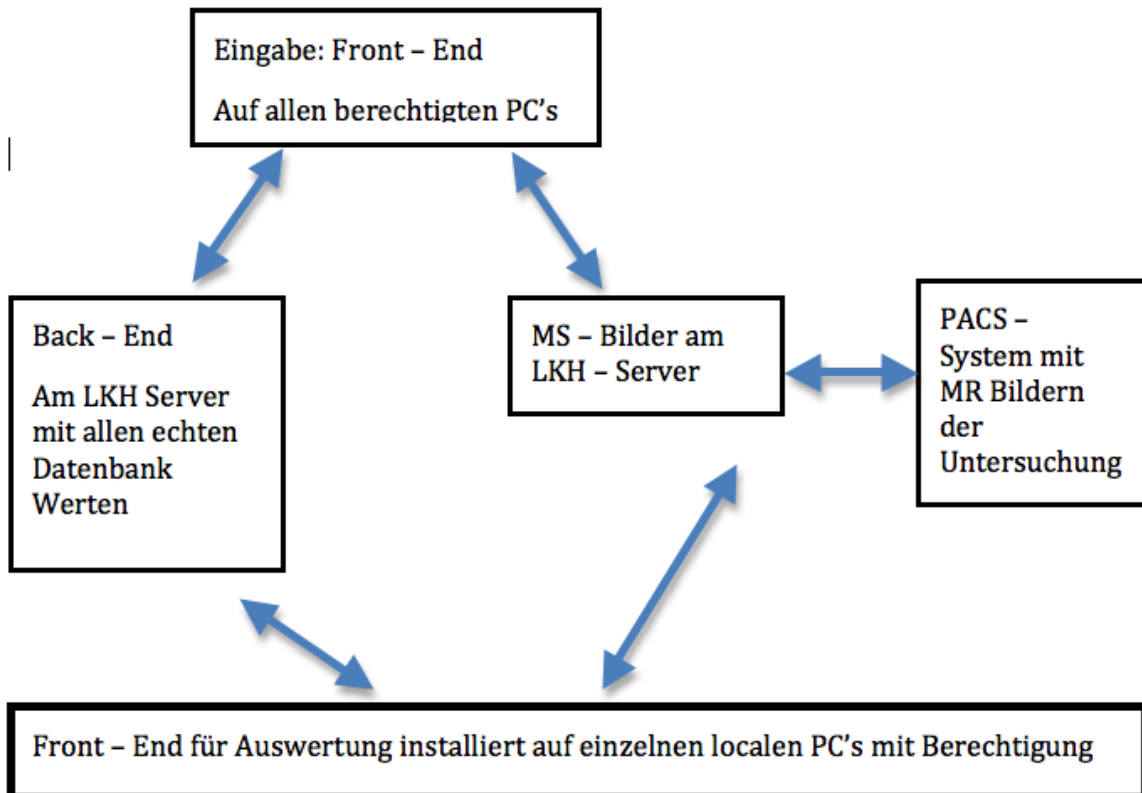 Eingabe: Front – End
Auf allen berechtigten PC’s
Back – End
Am LKH Server
mit allen echten
Datenbank
Werten
MS – Bilder am
LKH – Server
PACS –
System mit
MR Bildern
der
Untersuchung
Front – End für Auswertung installiert auf einzelnen localen PC’s mit Berechtigung